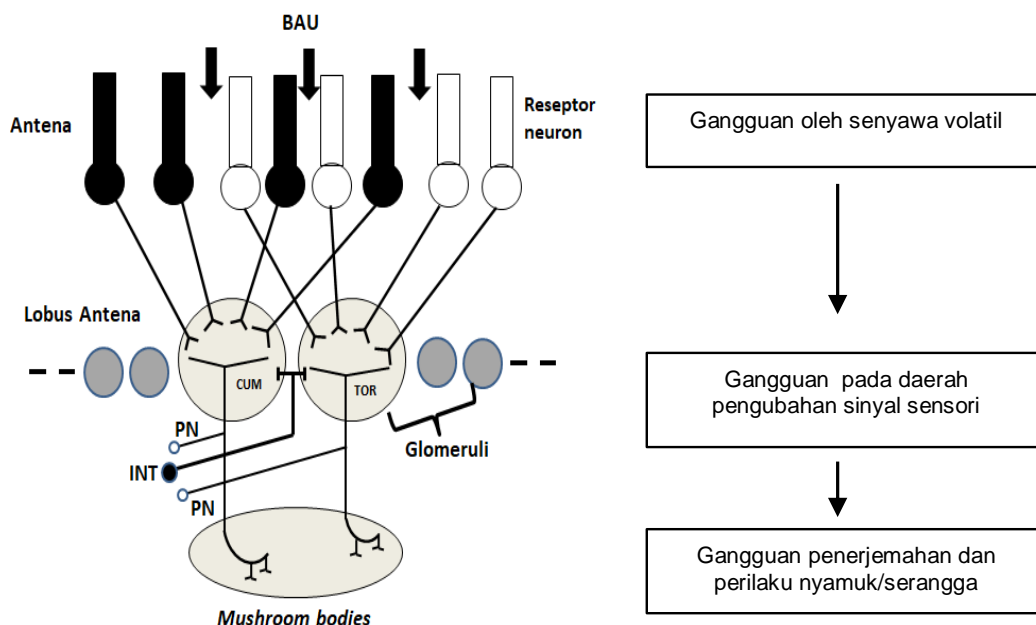 BAU
Antena
Reseptor
neuron
Lobus Antena
CUM
TOR
PN
INT
PN
Glomeruli
Mushroom bodies
Gangguan oleh senyawa volatil
Gangguan pada daerah
pengubahan sinyal sensori
Gangguan penerjemahan dan
perilaku nyamuk/serangga